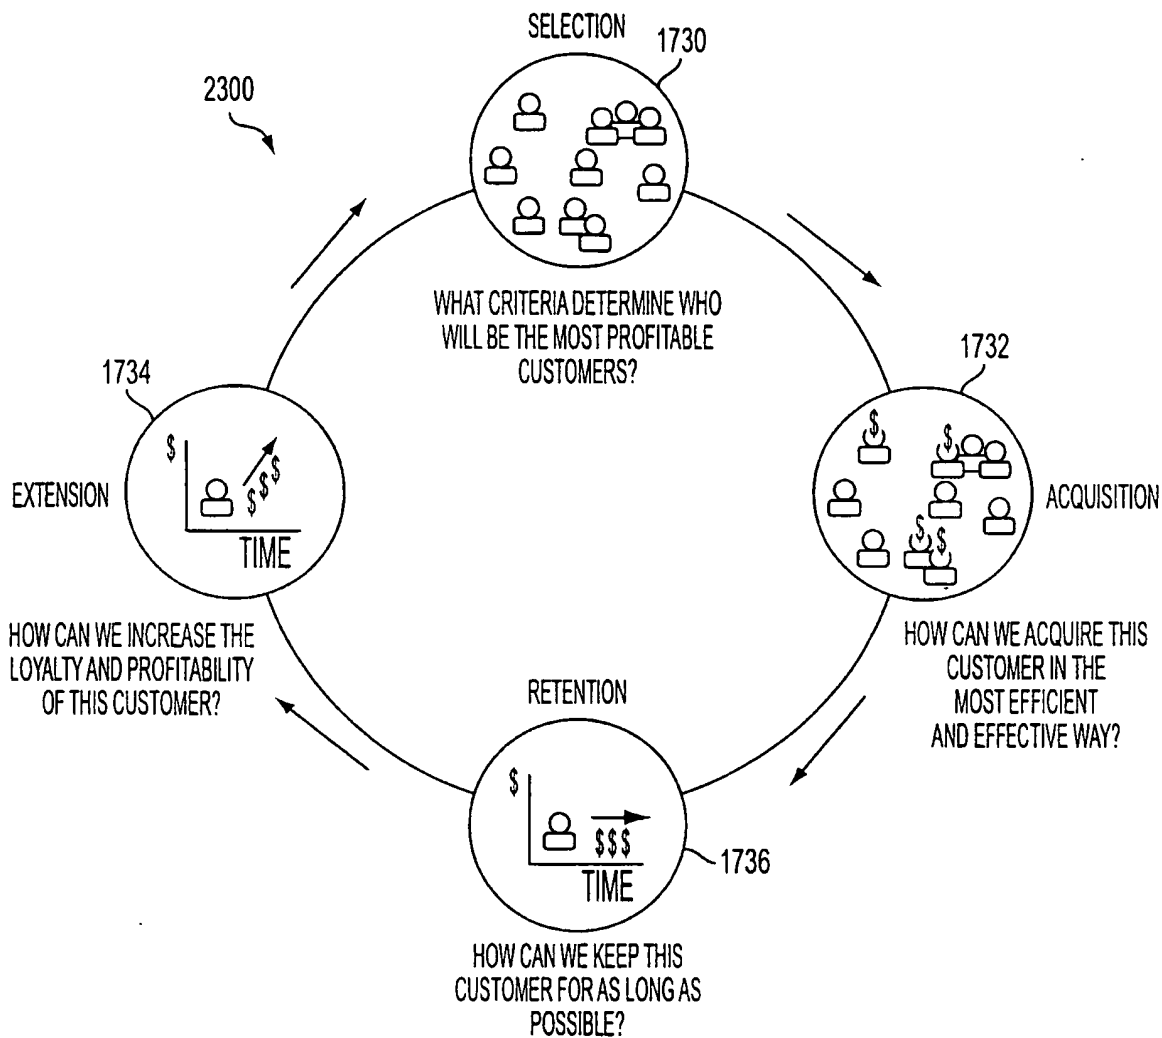 SELECTION
1730
2300
WHAT CRITERIA DETERMINE WHO
WILL BE THE MOST PROFITABLE
CUSTOMERS?
1732
$
$
$
$
ACQUISITION
HOW CAN WE ACQUIRE THIS
CUSTOMER IN THE
MOST EFFICIENT
AND EFFECTIVE WAY?
RETENTION
$
$$$
TIME
1736
HOW CAN WE KEEP THIS
CUSTOMER FOR AS LONG AS
POSSIBLE?
1734
EXTENSION
$
$$$
TIME
HOW CAN WE INCREASE THE
LOYALTY AND PROFITABILITY
OF THIS CUSTOMER?